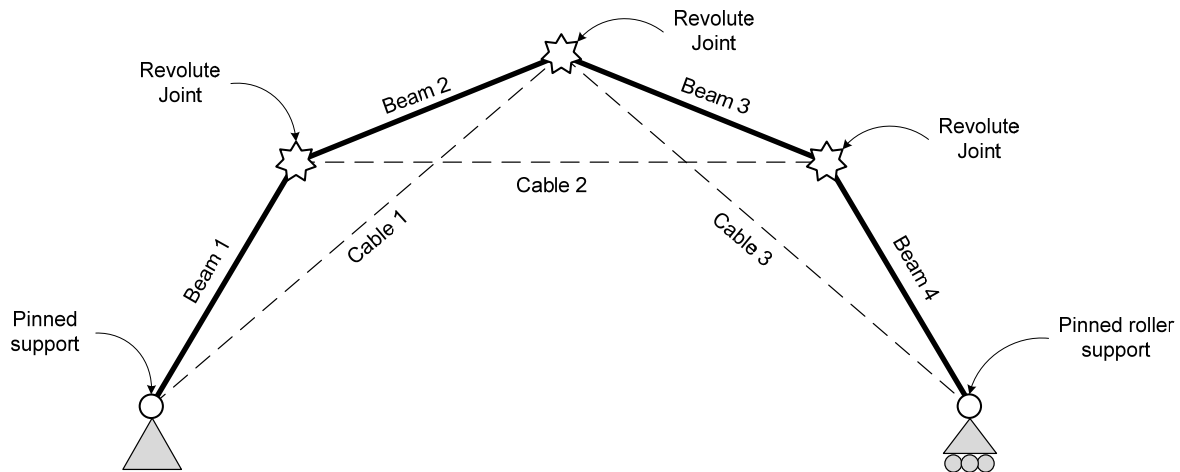 Revolute
Joint
Revolute
Joint
Beam 2
Beam 3
Revolute
Joint
Cable 2
Cable 1
Cable 3
Beam 1
Beam 4
Pinned
support
Pinned roller
support